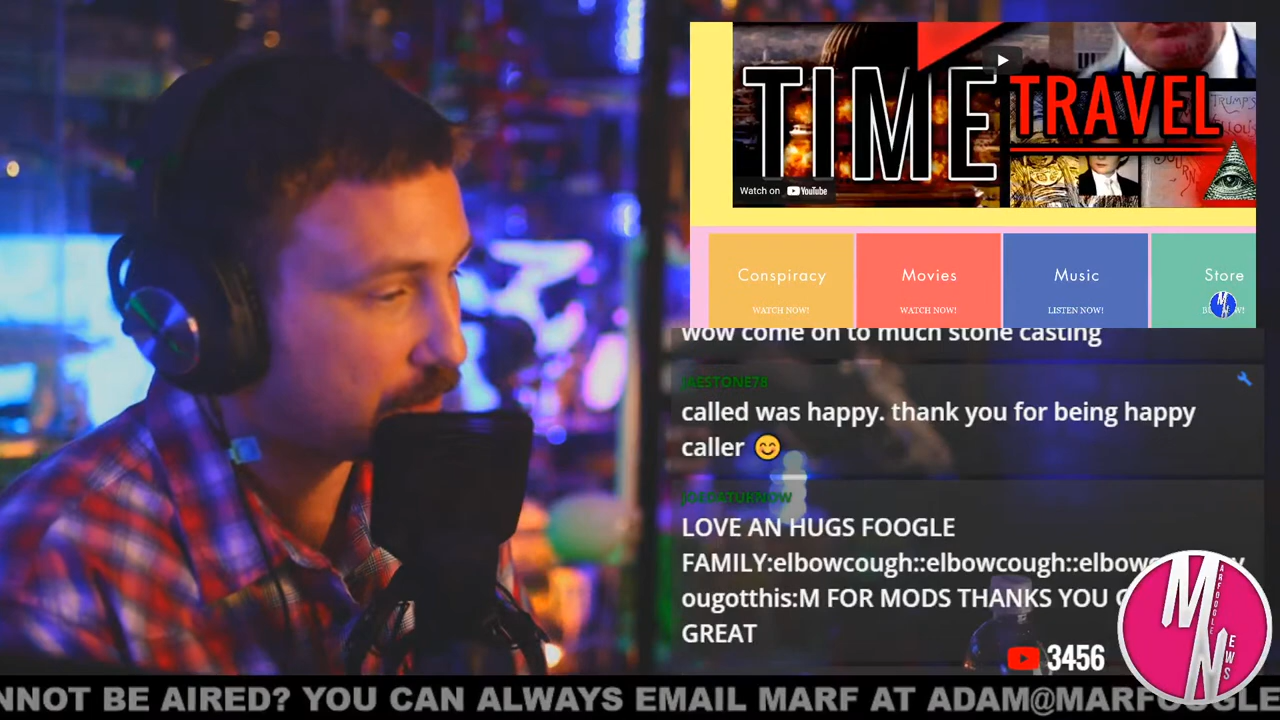 TIME TRAVEL
TRUMP'S
Watch on YouTube
Conspiracy
WATCH NOW!
Movies
WATCH NOW!
Music
LISTEN NOW!
Store
wow come on to much stone casting
called was happy. thank you for being happy
caller 😊
LOVE AN HUGS FOOGLE
FAMILY:elbowcough::elbowcough::elbow
ougotthis:M FOR MODS THANKS YOU
GREAT
3456
MARFOOGLE
NEWS
NNOT BE AIRED? YOU CAN ALWAYS EMAIL MARF AT ADAM@MARFOOGLE